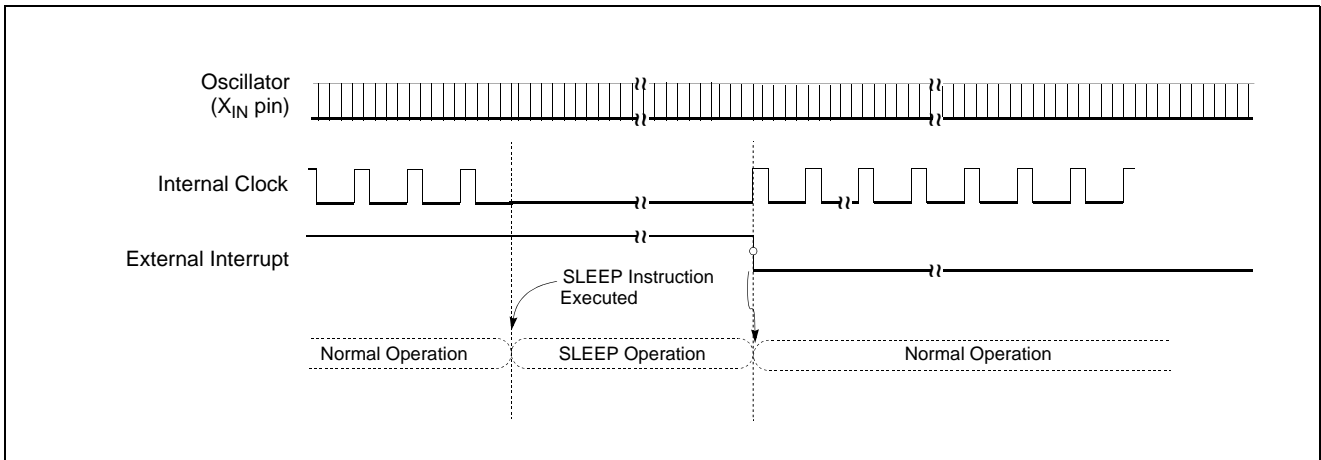 Oscillator
(XIN pin)
Internal Clock
External Interrupt
SLEEP Instruction
Executed
Normal Operation
SLEEP Operation
Normal Operation